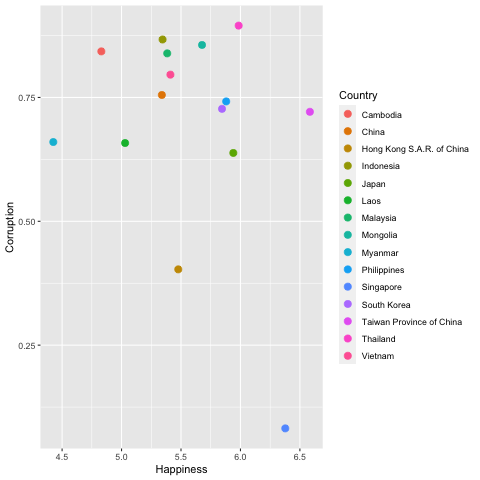 Corruption
0.75
0.50
0.25
4.5 5.0 5.5 6.0 6.5
Happiness
Country
Cambodia
China
Hong Kong S.A.R. of China
Indonesia
Japan
Laos
Malaysia
Mongolia
Myanmar
Philippines
Singapore
South Korea
Taiwan Province of China
Thailand
Vietnam